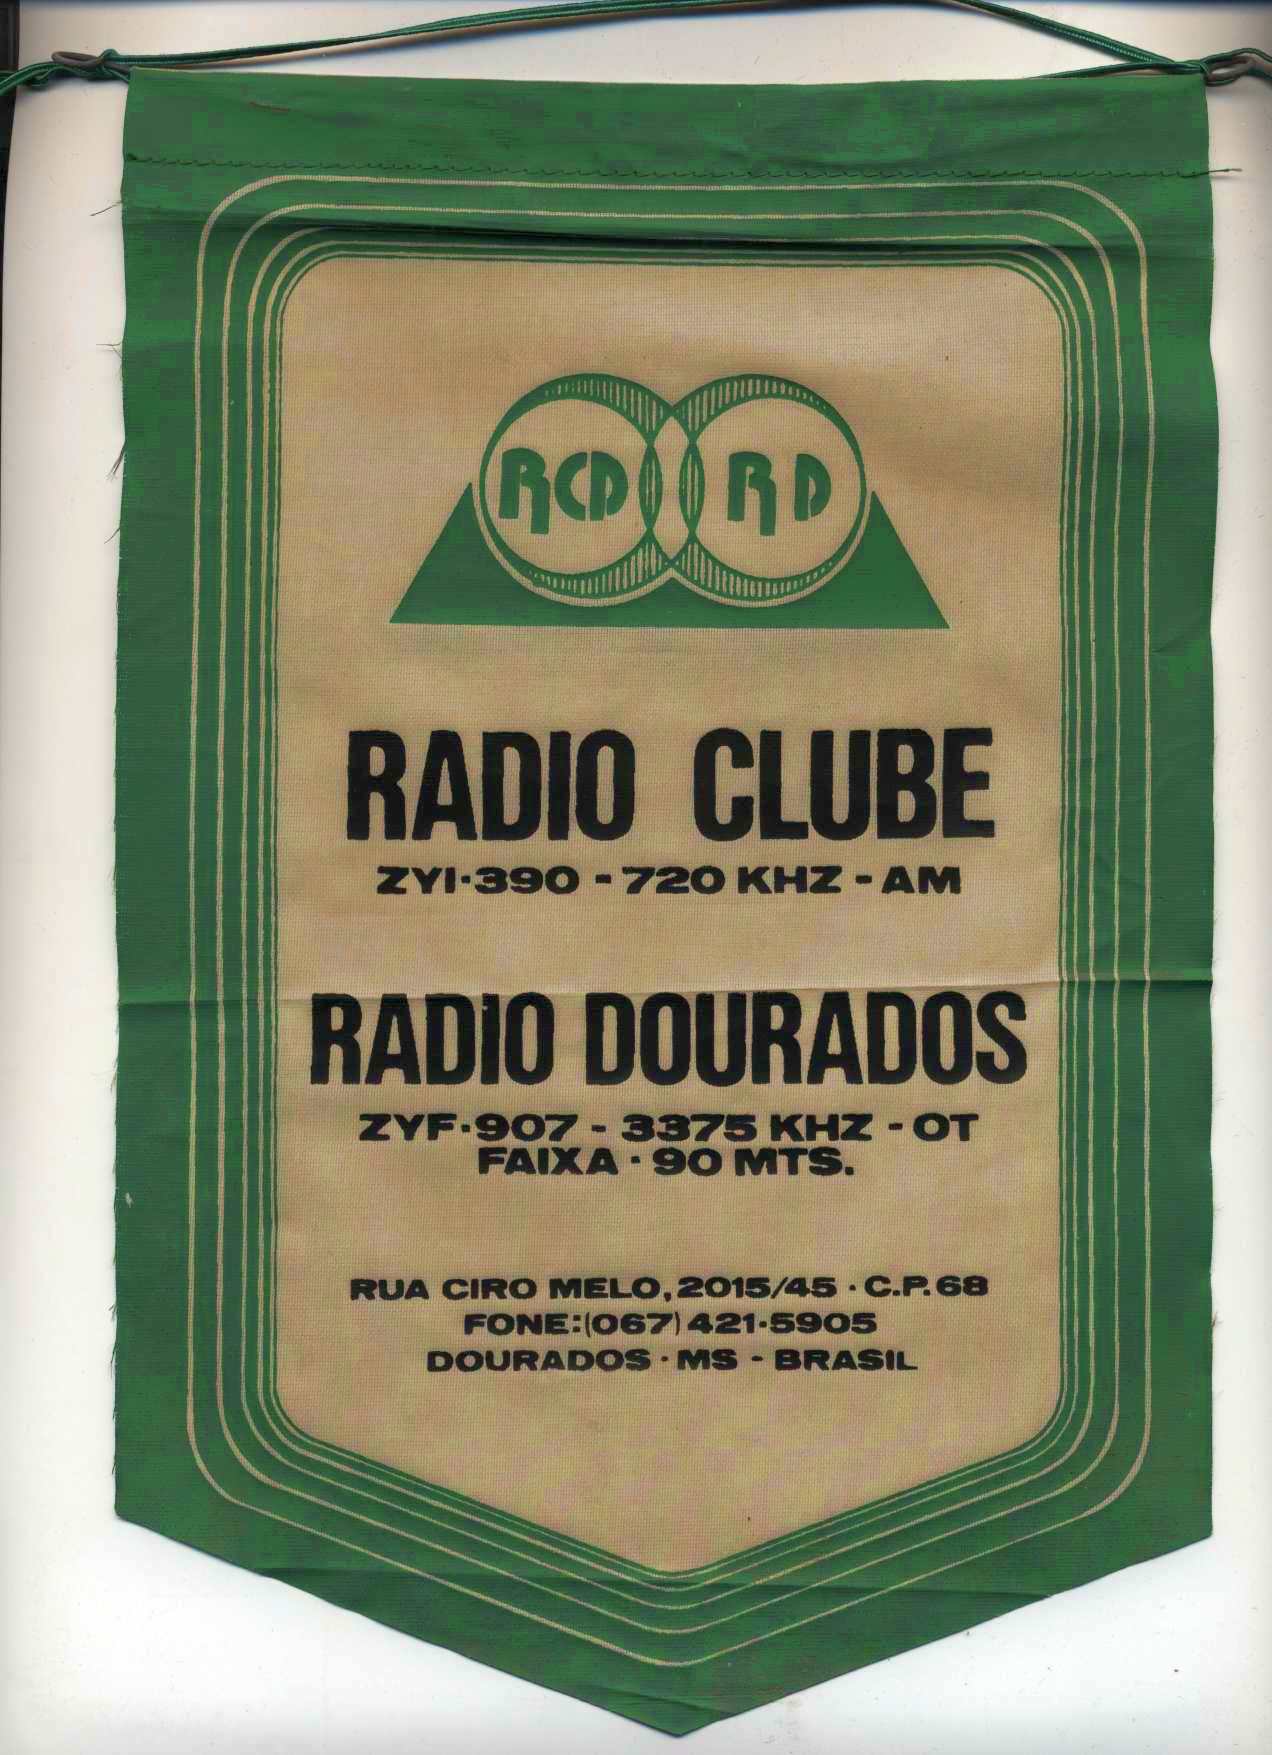 RCD RD
RADIO CLUBE
ZYI·390 - 720 KHZ - AM
RADIO DOURADOS
ZYF·907 - 3375 KHZ - OT
FAIXA · 90 MTS.
RUA CIRO MELO, 2015/45 · C.P. 68
FONE: (067) 421·5905
DOURADOS · MS - BRASIL